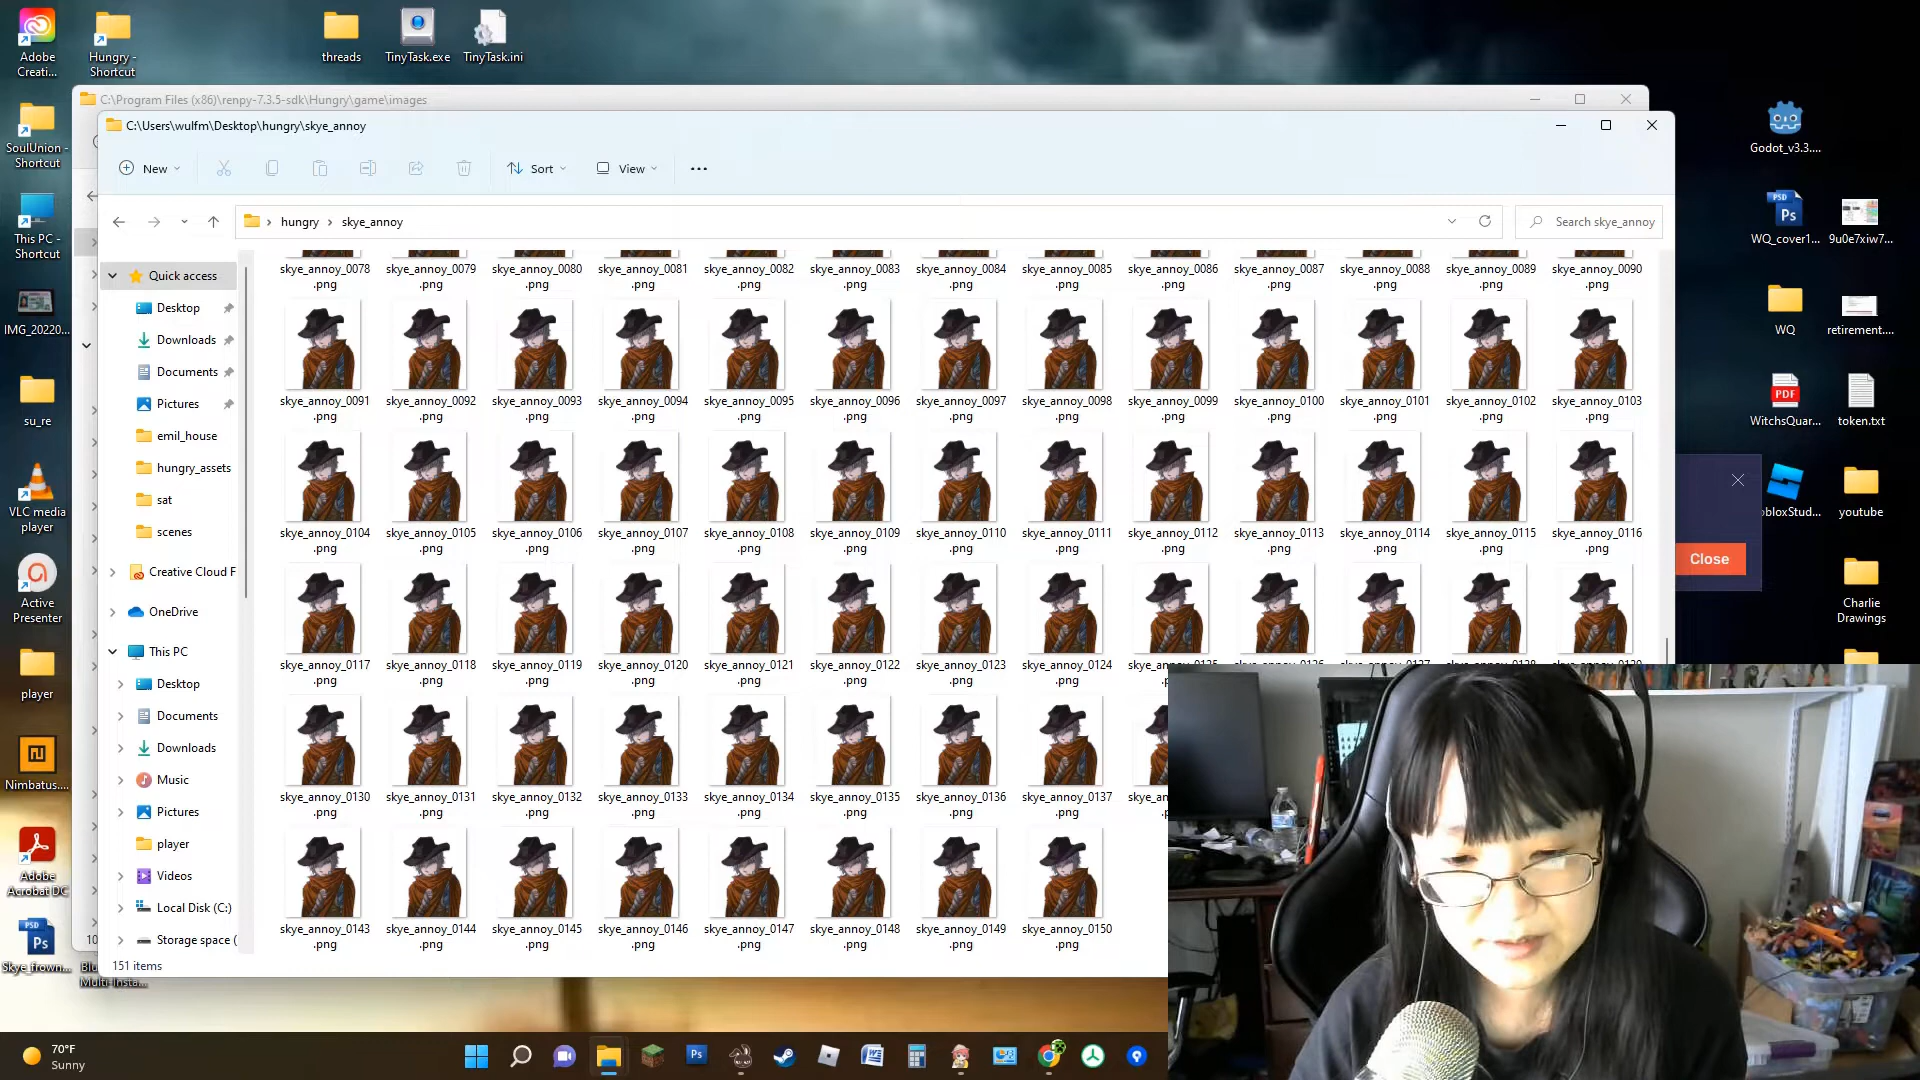 Adobe
Creati...
Hungry -
Shortcut
threads
TinyTask.exe
TinyTask.ini
C:\Program Files (x86)\renpy-7.3.5-sdk\Hungry\game\images
C:\Users\wulfm\Desktop\hungry\skye_annoy
New
Sort
View
hungry
skye_annoy
Search skye_annoy
SoulUnion -
Shortcut
This PC -
Shortcut
IMG_20220...
su_re
VLC media
player
Active
Presenter
player
Nimbatus....
Adobe
Acrobat DC
PSD
Ps
Skye_frown...
Multi-Insta...
Quick access
Desktop
Downloads
Documents
Pictures
emil_house
hungry_assets
sat
scenes
Creative Cloud F
OneDrive
This PC
Desktop
Documents
Downloads
Music
Pictures
player
Videos
Local Disk (C:)
Storage space (
151 items
skye_annoy_0078 skye_annoy_0079 skye_annoy_0080 skye_annoy_0081 skye_annoy_0082 skye_annoy_0083 skye_annoy_0084 skye_annoy_0085 skye_annoy_0086 skye_annoy_0087 skye_annoy_0088 skye_annoy_0089 skye_annoy_0090
.png .png .png .png .png .png .png .png .png .png .png .png .png
skye_annoy_0091 skye_annoy_0092 skye_annoy_0093 skye_annoy_0094 skye_annoy_0095 skye_annoy_0096 skye_annoy_0097 skye_annoy_0098 skye_annoy_0099 skye_annoy_0100 skye_annoy_0101 skye_annoy_0102 skye_annoy_0103
.png .png .png .png .png .png .png .png .png .png .png .png .png
skye_annoy_0104 skye_annoy_0105 skye_annoy_0106 skye_annoy_0107 skye_annoy_0108 skye_annoy_0109 skye_annoy_0110 skye_annoy_0111 skye_annoy_0112 skye_annoy_0113 skye_annoy_0114 skye_annoy_0115 skye_annoy_0116
.png .png .png .png .png .png .png .png .png .png .png .png .png
skye_annoy_0117 skye_annoy_0118 skye_annoy_0119 skye_annoy_0120 skye_annoy_0121 skye_annoy_0122 skye_annoy_0123 skye_annoy_0124
.png .png .png .png .png .png .png .png
skye_annoy_0130 skye_annoy_0131 skye_annoy_0132 skye_annoy_0133 skye_annoy_0134 skye_annoy_0135 skye_annoy_0136 skye_annoy_0137 skye_an
.png .png .png .png .png .png .png .png
skye_annoy_0143 skye_annoy_0144 skye_annoy_0145 skye_annoy_0146 skye_annoy_0147 skye_annoy_0148 skye_annoy_0149 skye_annoy_0150
.png .png .png .png .png .png .png .png
Godot_v3.3....
PSD
Ps
WQ_cover1...
9u0e7xiw7...
WQ
retirement....
PDF
WitchsQuar...
token.txt
bloxStud...
youtube
Close
Charlie
Drawings
70°F
Sunny
Ps